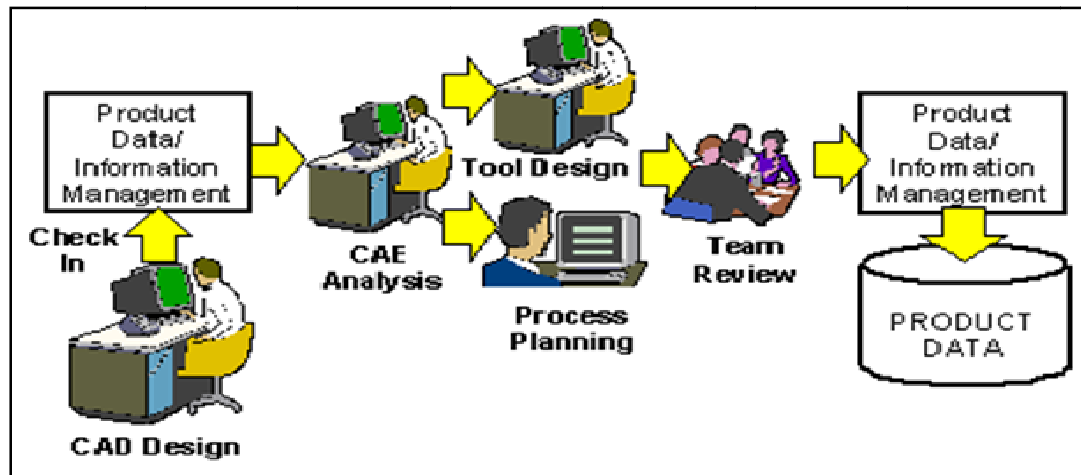 Product
Data/
Information
Management
Check
In
CAD Design
CAE
Analysis
Tool Design
Process
Planning
Team
Review
Product
Data/
Information
Management
PRODUCT
DATA